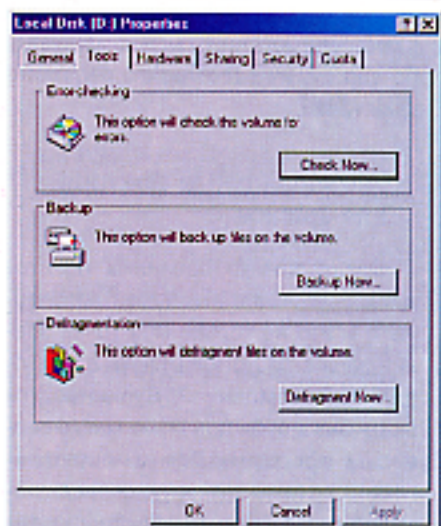 Local Disk (D:) Properties
? X
General Tools Hardware Sharing Security Quota
Error-checking
This option will check the volume for
errors.
Check Now...
Backup
This option will back up files on the volume.
Backup Now...
Defragmentation
This option will defragment files on the volume.
Defragment Now...
OK Cancel Apply